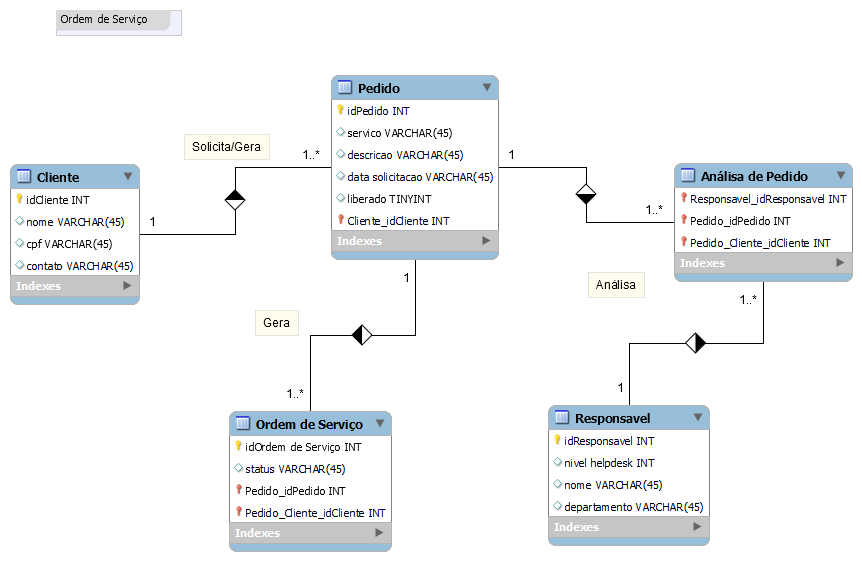 Ordem de Serviço
Pedido
idPedido INT
servico VARCHAR(45)
descricao VARCHAR(45)
data solicitacao VARCHAR(45)
liberado TINYINT
Cliente_idCliente INT
Indexes
Solicita/Gera
1..*
1
Cliente
idCliente INT
nome VARCHAR(45)
cpf VARCHAR(45)
contato VARCHAR(45)
Indexes
1
Análisa de Pedido
Responsavel_idResponsavel INT
Pedido_idPedido INT
Pedido_Cliente_idCliente INT
Indexes
1..*
1
Gera
1..*
Análisa
1..*
1
Ordem de Serviço
idOrdem de Serviço INT
status VARCHAR(45)
Pedido_idPedido INT
Pedido_Cliente_idCliente INT
Indexes
Responsavel
idResponsavel INT
nivel helpdesk INT
nome VARCHAR(45)
departamento VARCHAR(45)
Indexes